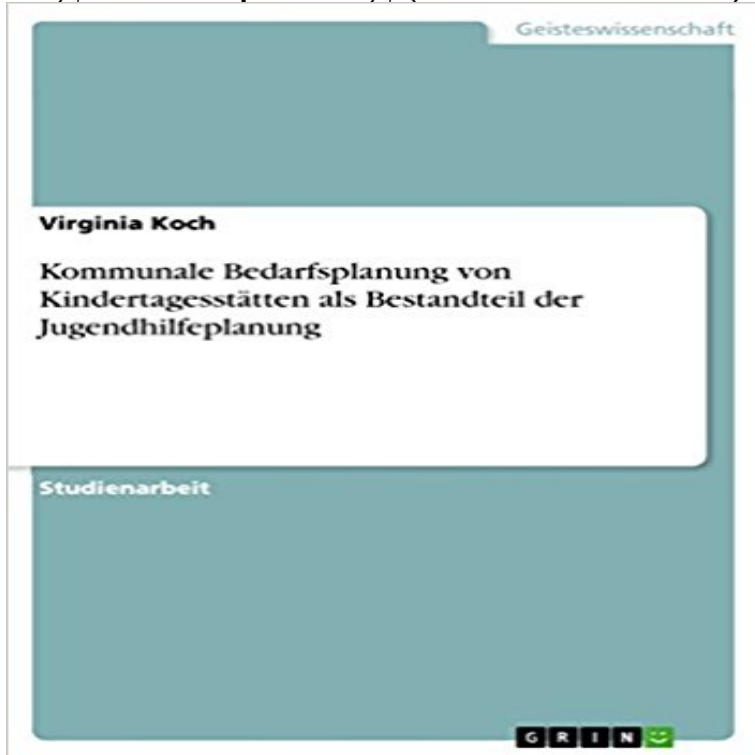 Geisteswissenschaft
Virginia Koch
Kommunale Bedarfsplanung von
Kindertagesstätten als Bestandteil der
Jugendhilfeplanung
Studienarbeit
GRIN